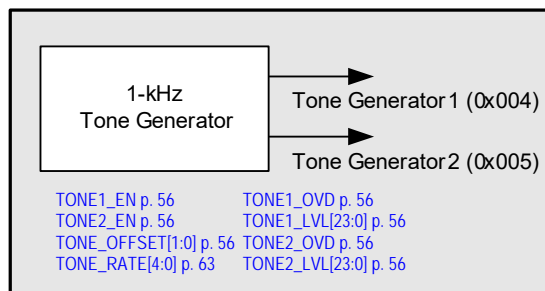 1-kHz
Tone Generator
Tone Generator 1 (0x004)
Tone Generator 2 (0x005)
TONE1_EN p. 56
TONE2_EN p. 56
TONE_OFFSET[1:0] p. 56
TONE_RATE[4:0] p. 63
TONE1_OVD p. 56
TONE1_LVL[23:0] p. 56
TONE2_OVD p. 56
TONE2_LVL[23:0] p. 56